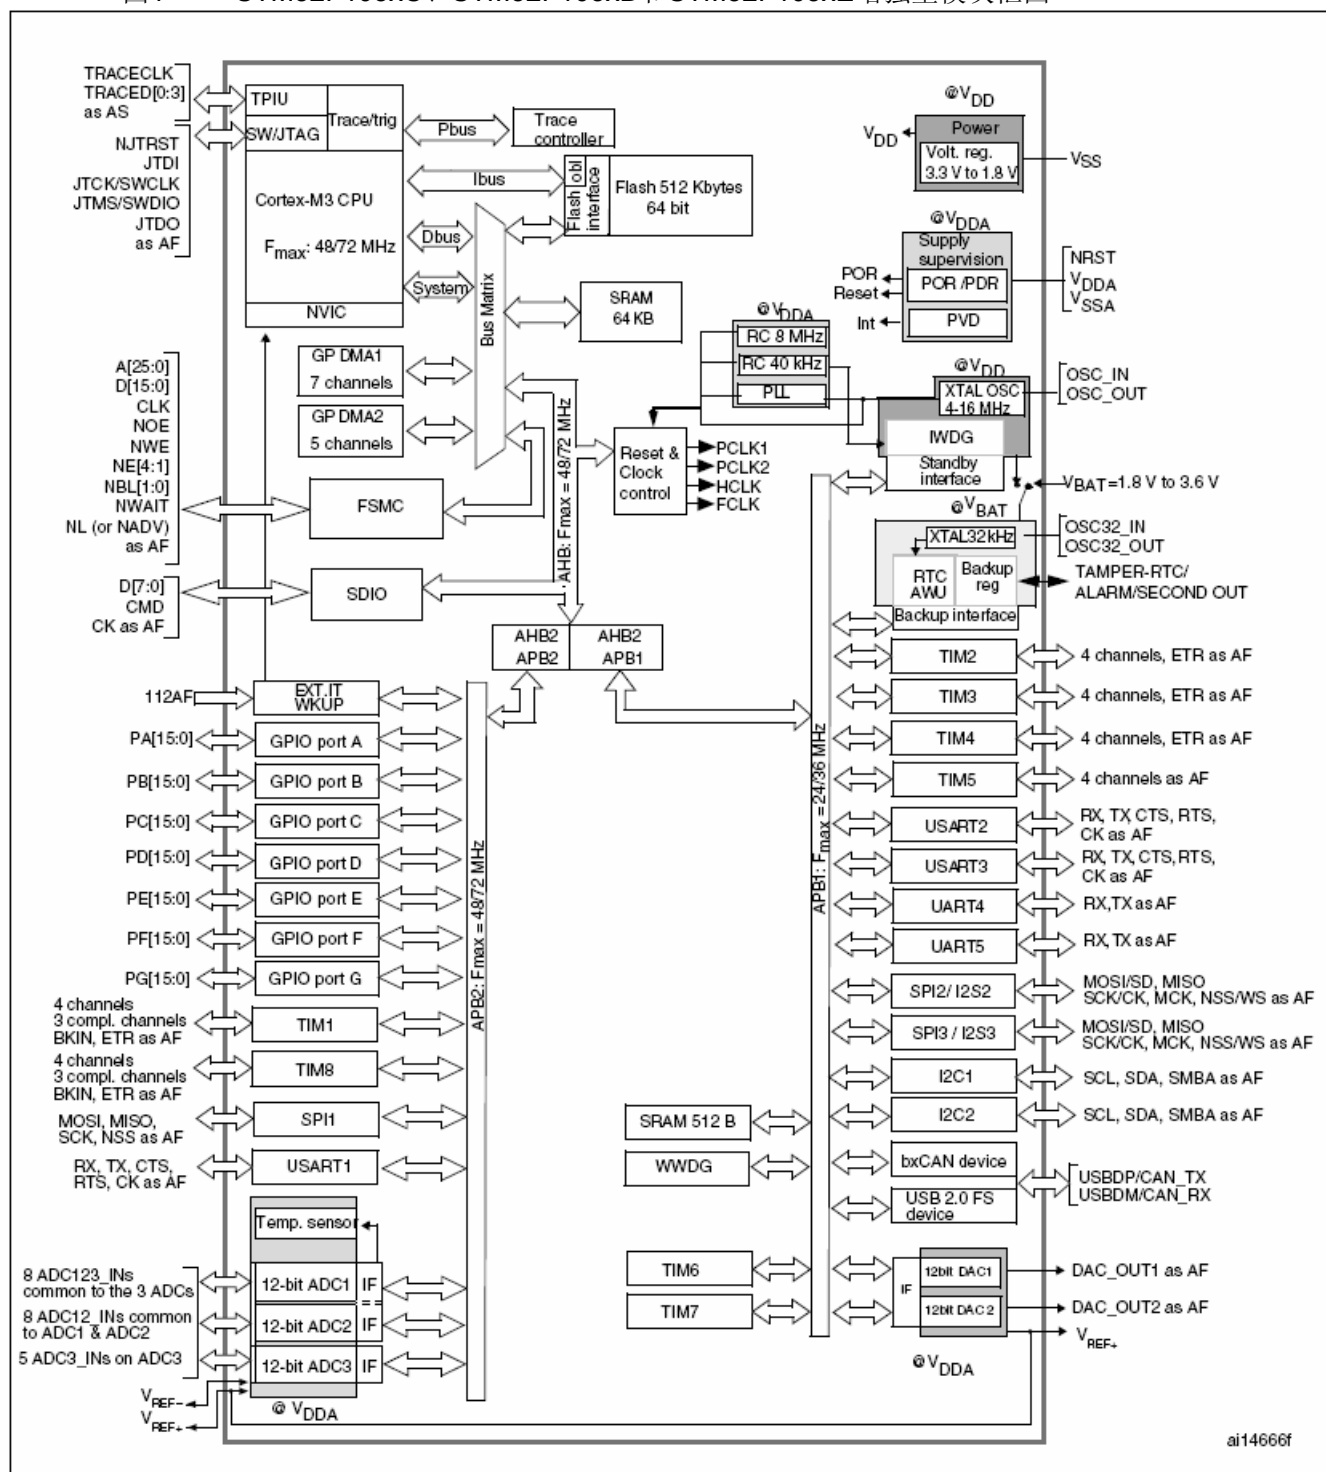 TRACECLK
TRACED[0:3]
as AS
NJTRST
JTDI
JTCK/SWCLK
JTMS/SWDIO
JTDO
as AF
TPIU
SW/JTAG
Trace/trig
Cortex-M3 CPU
Fmax: 48/72 MHz
NVIC
Pbus
Ibus
Dbus
System
Trace
controller
Flash obl
interface
Flash 512 Kbytes
64 bit
Bus Matrix
SRAM
64 KB
GP DMA1
7 channels
GP DMA2
5 channels
@VDD
VDD
Power
Volt. reg.
3.3 V to 1.8 V
VSS
@VDDA
Supply
supervision
POR /PDR
PVD
POR
Reset
Int
NRST
VDDA
VSSA
@VDDA
RC 8 MHz
RC 40 kHz
PLL
@VDD
XTAL OSC
4-16 MHz
OSC_IN
OSC_OUT
IWDG
Standby
interface
VBAT=1.8 V to 3.6 V
@VBAT
XTAL32kHz
OSC32_IN
OSC32_OUT
RTC
AWU
Backup
reg
Backup interface
TAMPER-RTC/
ALARM/SECOND OUT
Reset &
Clock
control
PCLK1
PCLK2
HCLK
FCLK
A[25:0]
D[15:0]
CLK
NOE
NWE
NE[4:1]
NBL[1:0]
NWAIT
NL (or NADV)
as AF
FSMC
D[7:0]
CMD
CK as AF
SDIO
AHB: Fmax = 48/72 MHz
AHB2
APB2
AHB2
APB1
112AF
EXT.IT
WKUP
PA[15:0]
GPIO port A
PB[15:0]
GPIO port B
PC[15:0]
GPIO port C
PD[15:0]
GPIO port D
PE[15:0]
GPIO port E
PF[15:0]
GPIO port F
PG[15:0]
GPIO port G
4 channels
3 compl. channels
BKIN, ETR as AF
TIM1
4 channels
3 compl. channels
BKIN, ETR as AF
TIM8
MOSI, MISO,
SCK, NSS as AF
SPI1
RX, TX, CTS,
RTS, CK as AF
USART1
Temp. sensor
8 ADC123_INs
common to the 3 ADCs
12-bit ADC1 IF
8 ADC12_INs common
to ADC1 & ADC2
12-bit ADC2 IF
5 ADC3_INs on ADC3
12-bit ADC3 IF
VREF-
VREF+
@ VDDA
APB2: Fmax = 48/72 MHz
APB1: Fmax = 24/36 MHz
SRAM 512 B
WWDG
TIM6
TIM7
TIM2
4 channels, ETR as AF
TIM3
4 channels, ETR as AF
TIM4
4 channels, ETR as AF
TIM5
4 channels as AF
USART2
RX, TX, CTS, RTS,
CK as AF
USART3
RX, TX, CTS, RTS,
CK as AF
UART4
RX,TX as AF
UART5
RX, TX as AF
SPI2/ I2S2
MOSI/SD, MISO
SCK/CK, MCK, NSS/WS as AF
SPI3 / I2S3
MOSI/SD, MISO
SCK/CK, MCK, NSS/WS as AF
I2C1
SCL, SDA, SMBA as AF
I2C2
SCL, SDA, SMBA as AF
bxCAN device
USB 2.0 FS
device
USBDP/CAN_TX
USBDM/CAN_RX
IF
12bit DAC1
DAC_OUT1 as AF
12bit DAC 2
DAC_OUT2 as AF
VREF+
@VDDA
ai14666f